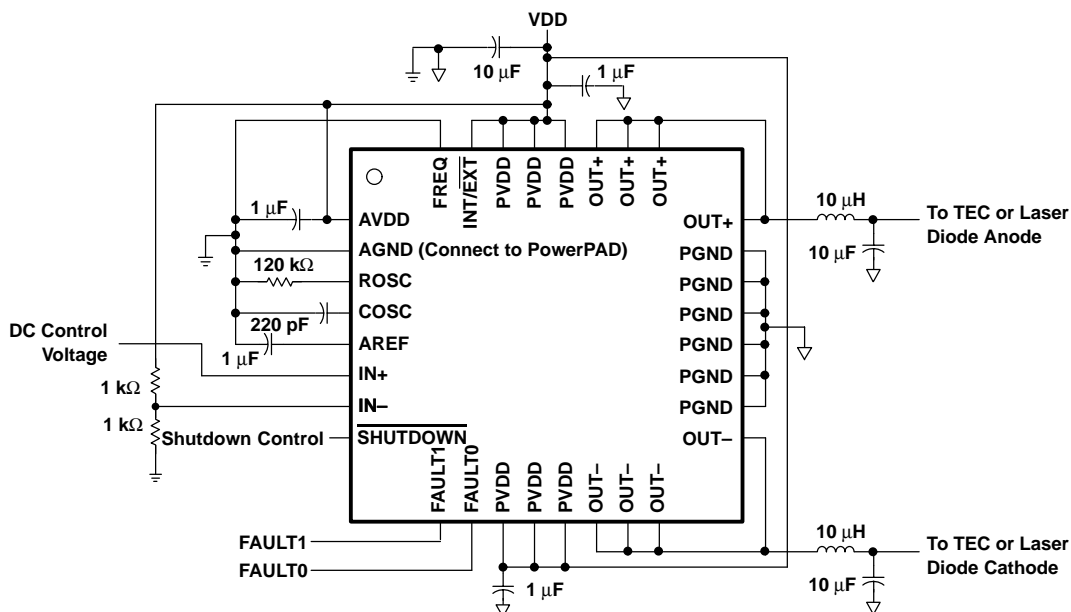 VDD
10 µF
1 µF
FREQ
INT/EXT
PVDD
PVDD
PVDD
OUT+
OUT+
OUT+
1 µF
AVDD
AGND (Connect to PowerPAD)
120 kΩ
ROSC
COSC
220 pF
AREF
1 µF
DC Control
Voltage
IN+
1 kΩ
IN–
1 kΩ
Shutdown Control
SHUTDOWN
OUT+
PGND
PGND
PGND
PGND
PGND
PGND
OUT–
10 µH
10 µF
To TEC or Laser
Diode Anode
FAULT1
FAULT0
PVDD
PVDD
PVDD
OUT–
OUT–
OUT–
FAULT1
FAULT0
1 µF
10 µH
10 µF
To TEC or Laser
Diode Cathode